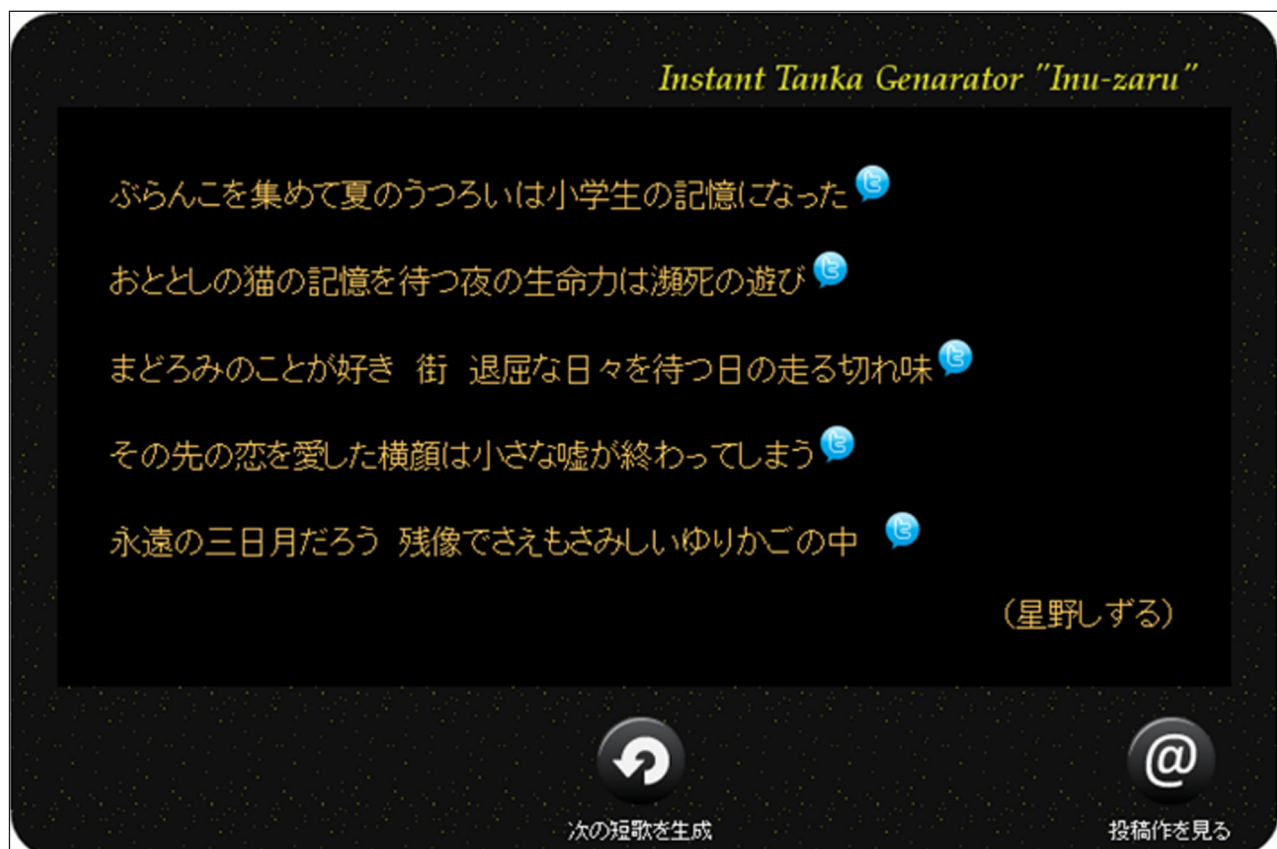 Instant Tanka Genarator "Inu-zaru"
ぶらんこを集めて夏のうつろいは小学生の記憶になった
おととしの猫の記憶を待つ夜の生命力は瀕死の遊び
まどろみのことが好き 街 退屈な日々を待つ日の走る切れ味
その先の恋を愛した横顔は小さな嘘が終わってしまう
永遠の三日月だろう 残像でさえもさみしいゆりかごの中
（星野しずる）
@
次の短歌を生成
投稿作を見る